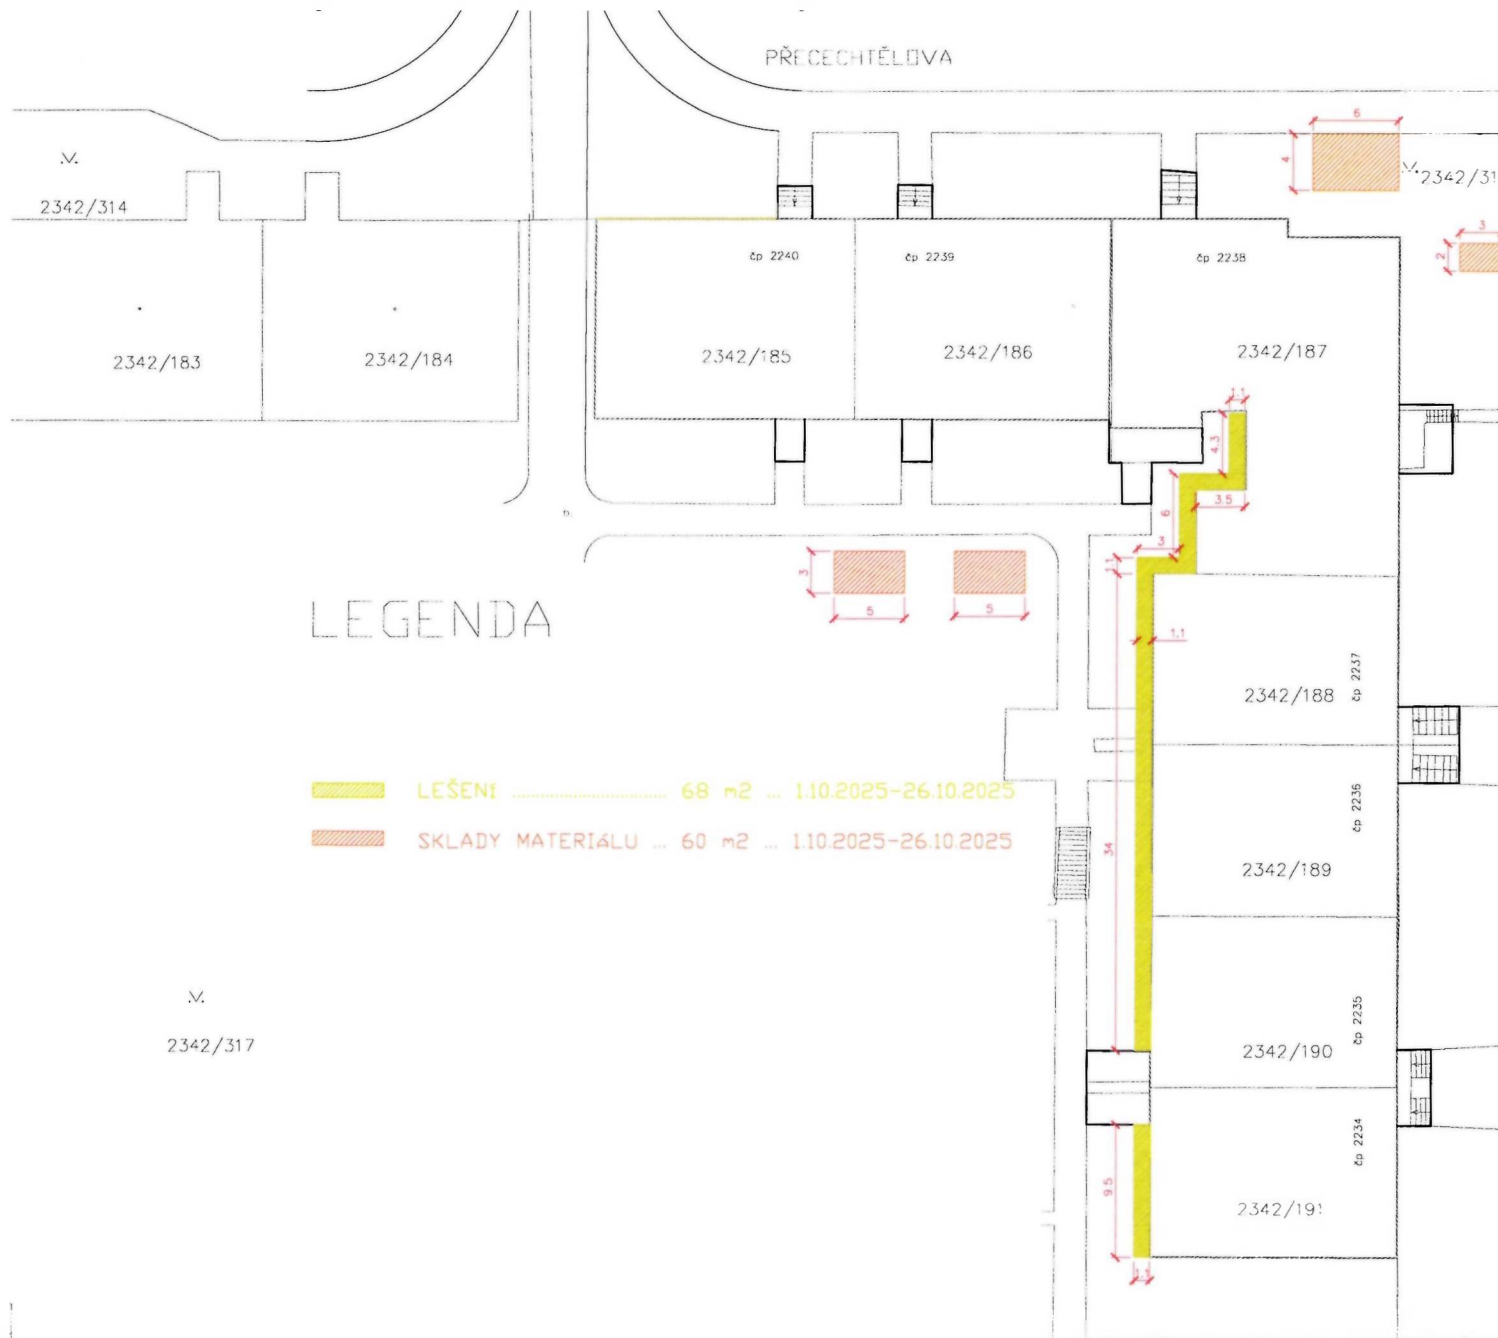 PŘECECHTĚLOVA
6
4
2342/31
2342/314
3
2
čp 2240
čp 2239
čp 2238
2342/183
2342/184
2342/185
2342/186
2342/187
1.1
4.3
3.5
6
3
1.1
3
5
5
LEGENDA
1.1
2342/188
čp 2237
LEŠENI ........................ 68 m2 ... 1.10.2025-26.10.2025
SKLADY MATERIáLU ... 60 m2 ... 1.10.2025-26.10.2025
čp 2236
34
2342/189
2342/317
čp 2235
2342/190
čp 2234
9.5
2342/191
1.1